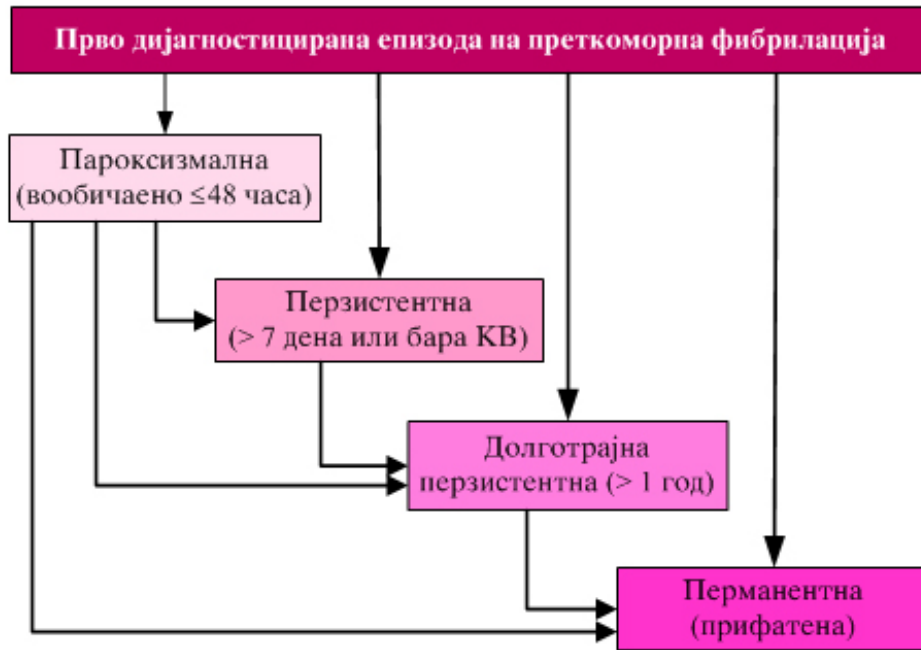 Прво дијагностицирана епизода на преткоморна фибрилација
Пароксизмална
(вообичаено ≤48 часа)
Перзистентна
(> 7 дена или бара КВ)
Долготрајна
перзистентна (> 1 год)
Перманентна
(прифатена)